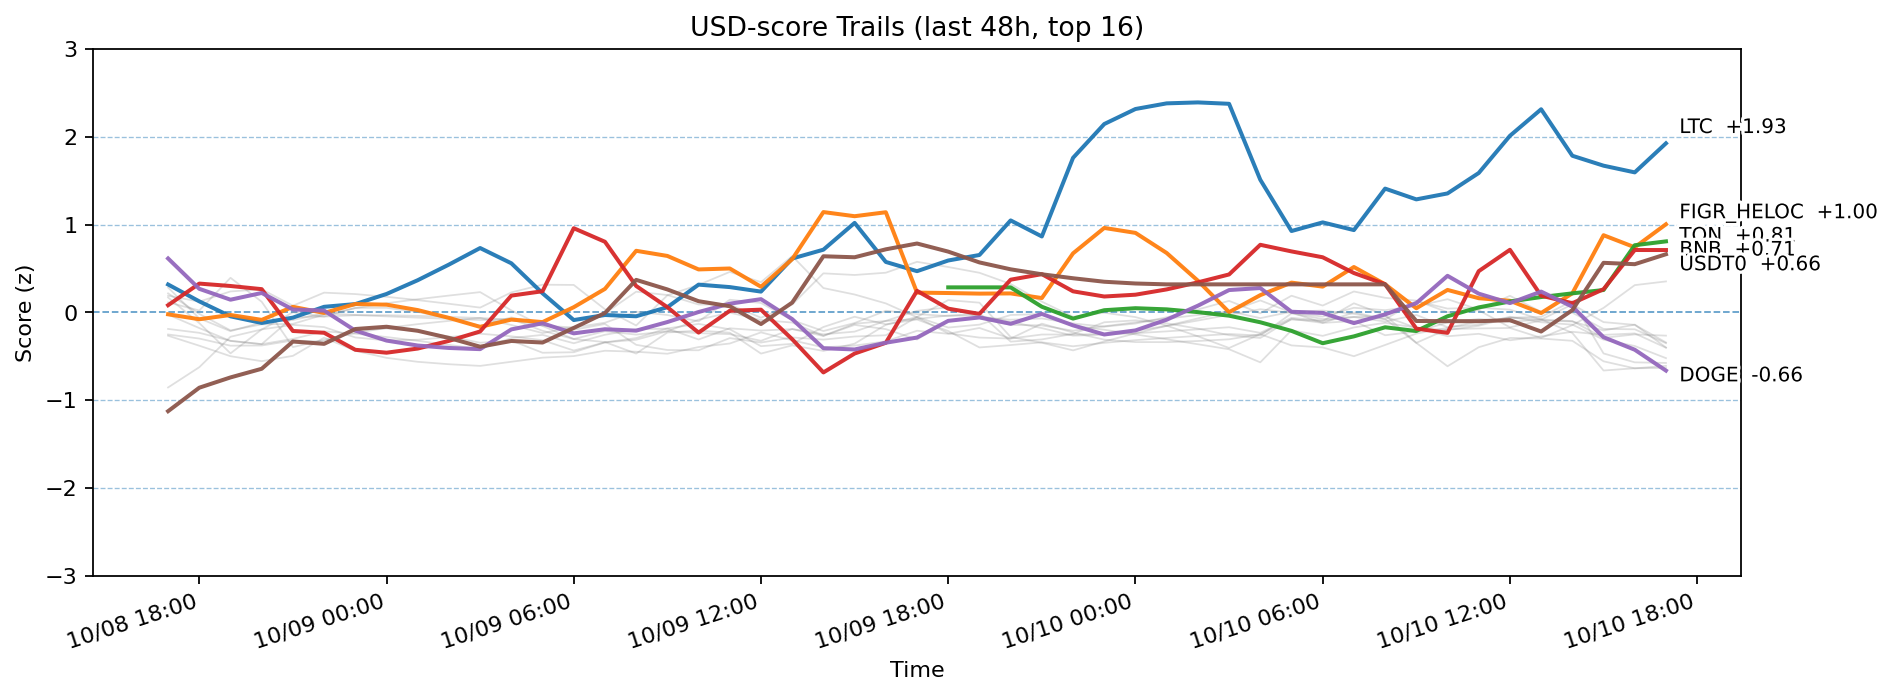 USD-score Trails (last 48h, top 16)
Score (z)
3
2
1
0
−1
−2
−3
LTC +1.93
FIGR_HELOC +1.00
TON +0.81
BNB +0.71
USDT0 +0.66
DOGE -0.66
10/08 18:00
10/09 00:00
10/09 06:00
10/09 12:00
10/09 18:00
10/10 00:00
10/10 06:00
10/10 12:00
10/10 18:00
Time